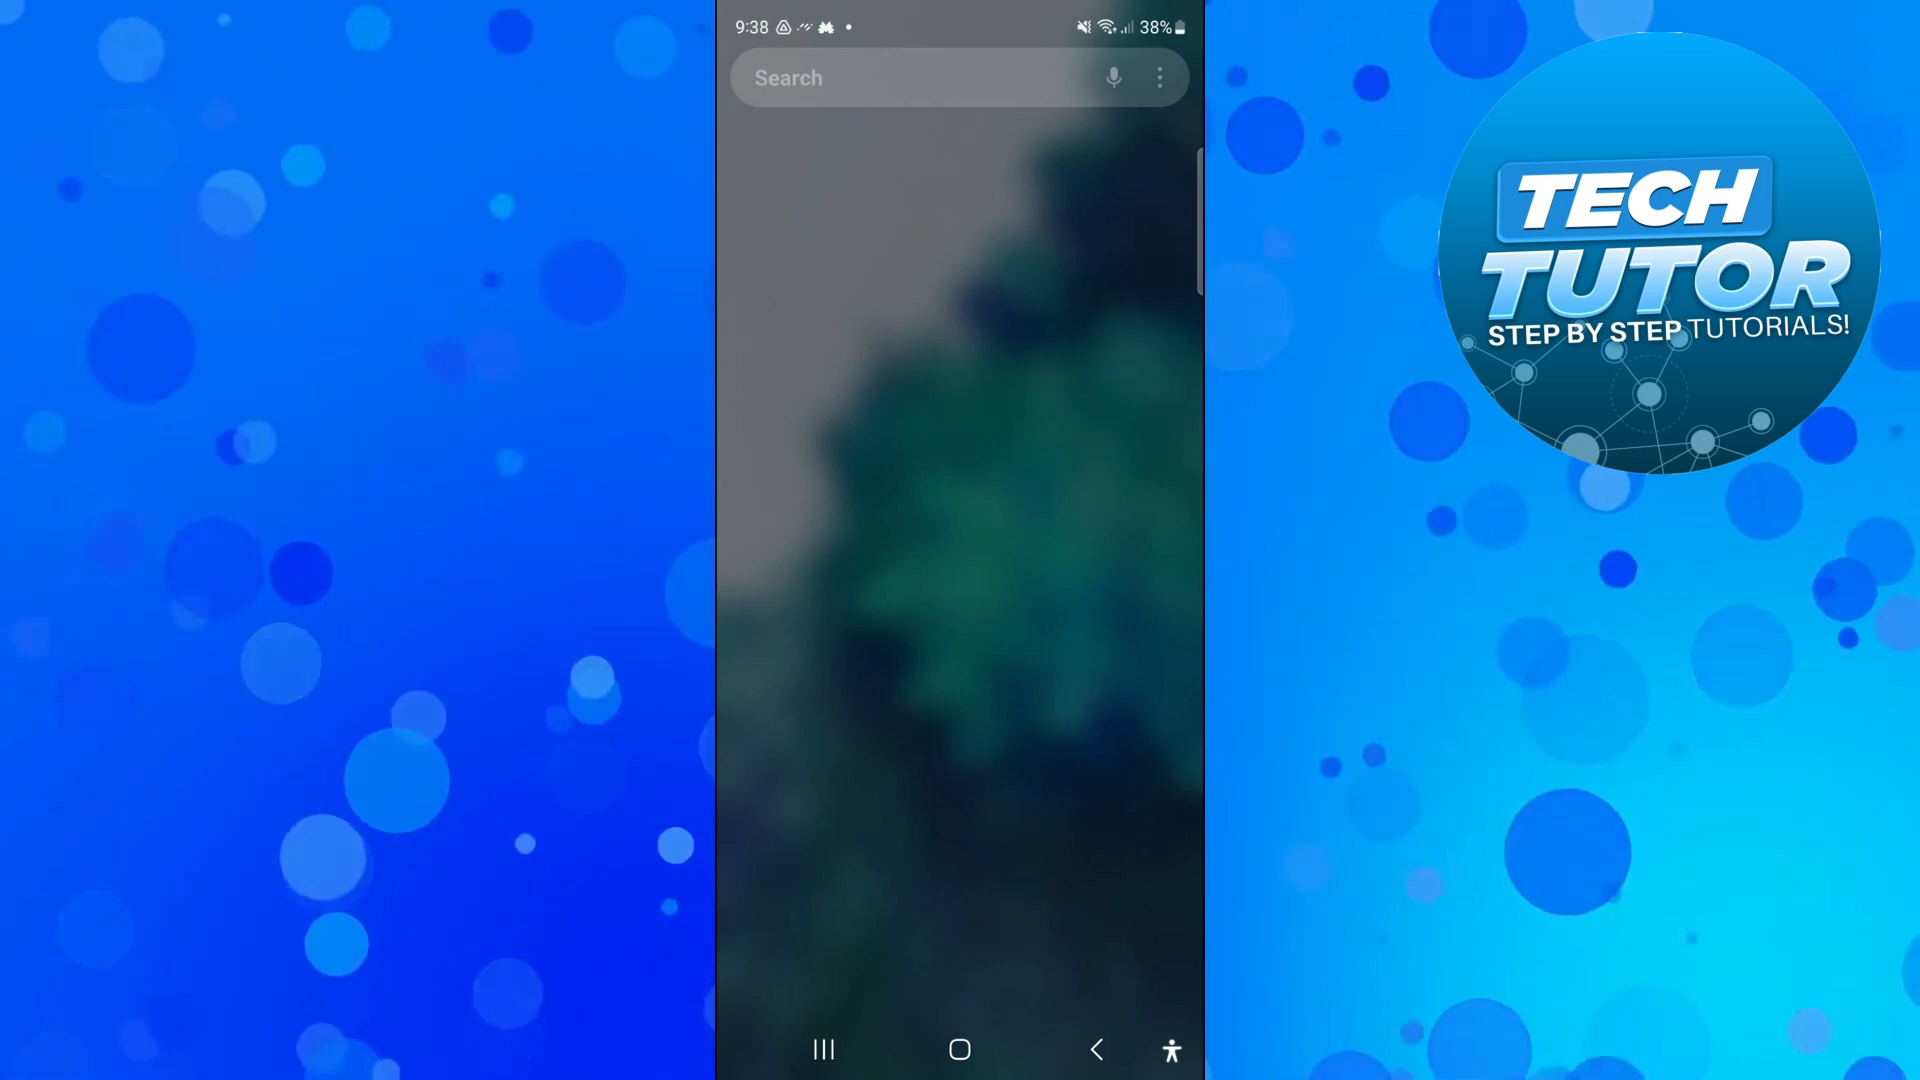 9:38
38%
Search
TECH
TUTOR
STEP BY STEP TUTORIALS!